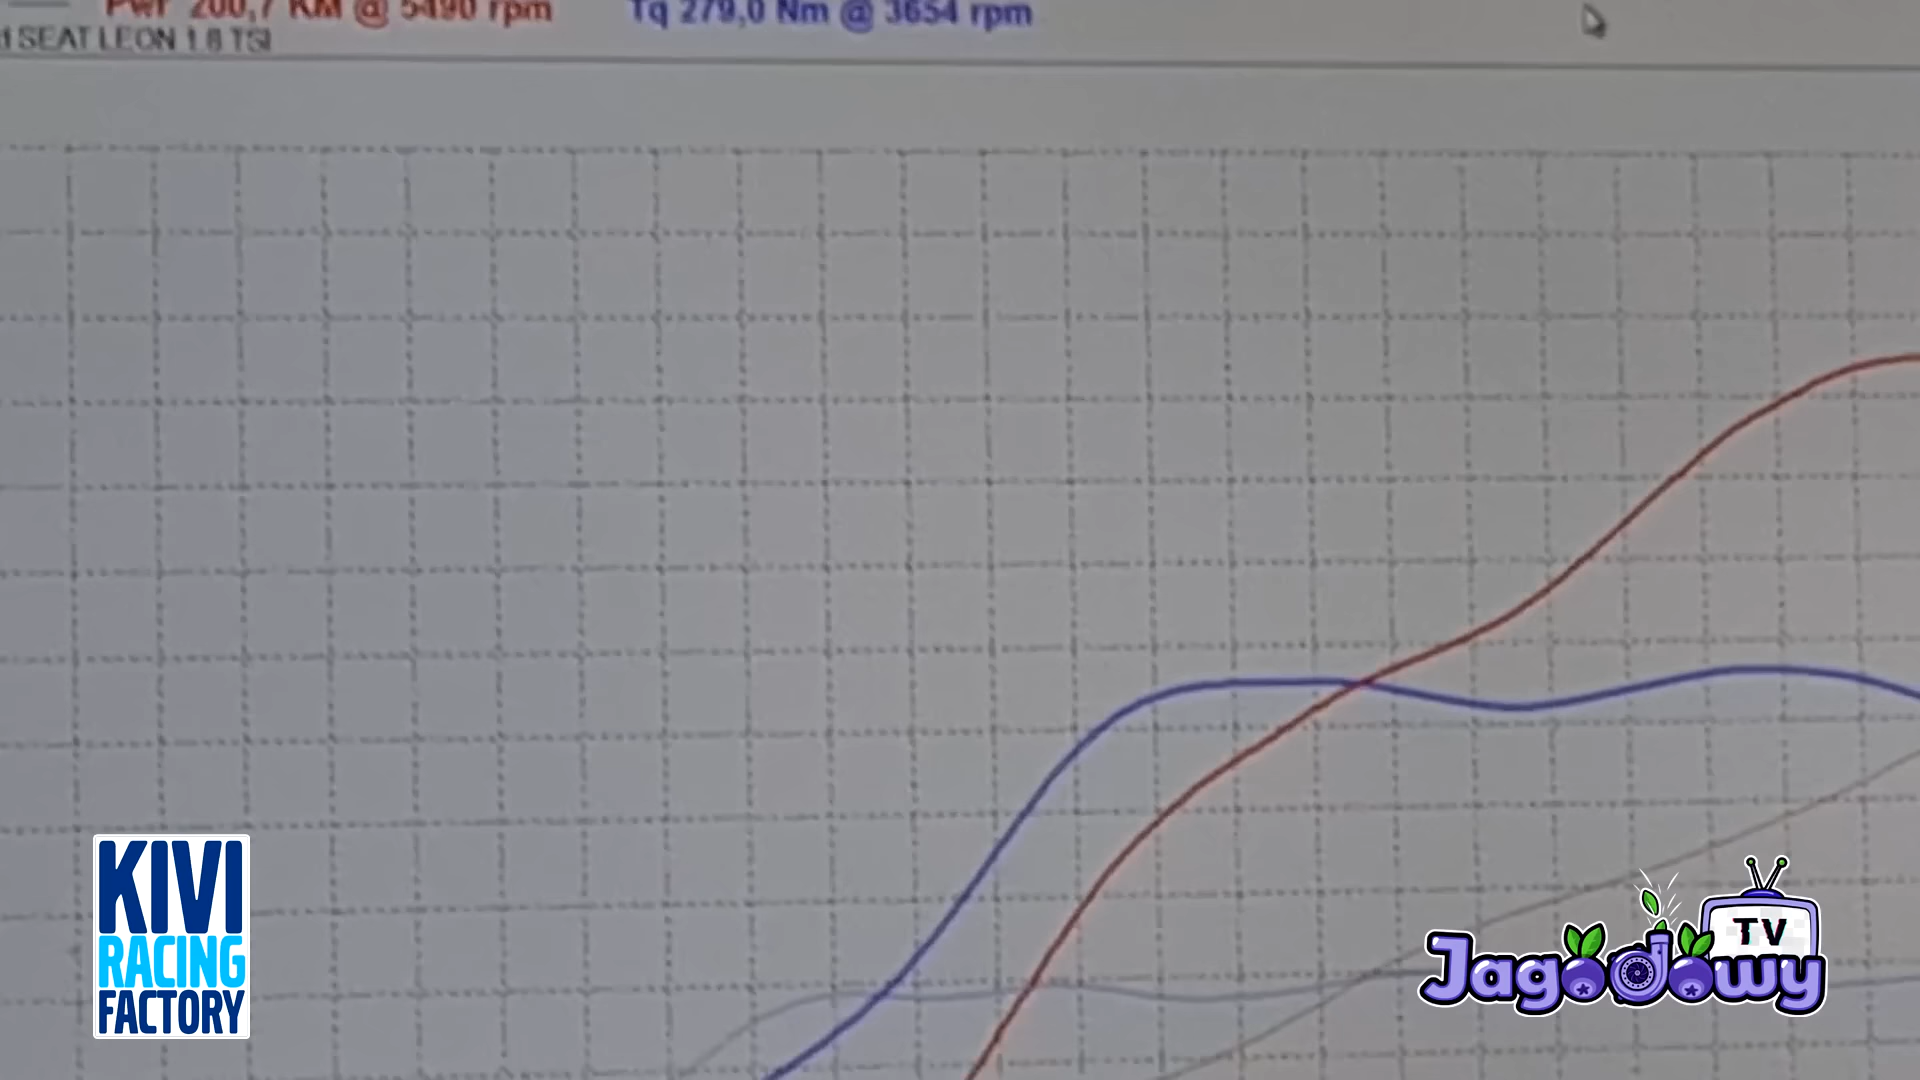 Pwr 200,7 KM @ 5490 rpm Tq 279,0 Nm @ 3654 rpm
SEAT LEON 1.8 TSI
KIVI
RACING
FACTORY
TV
Jagodowy